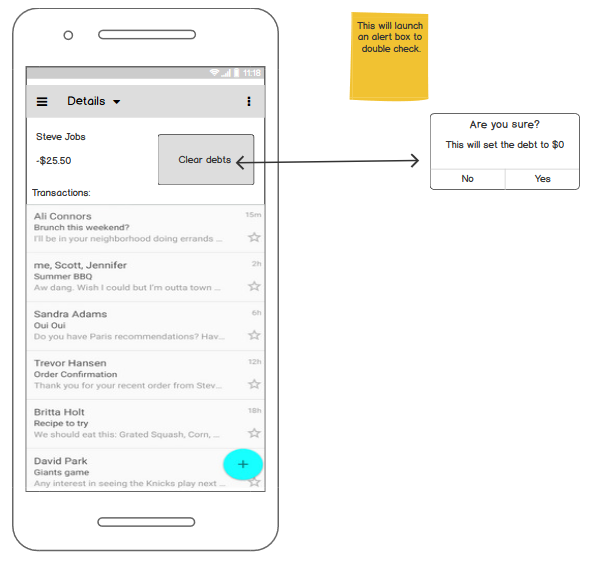 This will launch
an alert box to
double check.
11:18
Details
Steve Jobs
-$25.50
Clear debts
Transactions:
Ali Connors 15m
Brunch this weekend?
I'll be in your neighborhood doing errands ...
me, Scott, Jennifer 2h
Summer BBQ
Aw dang. Wish I could but I'm outta town ...
Sandra Adams 6h
Oui Oui
Do you have Paris recommendations? Hav...
Trevor Hansen 12h
Order Confirmation
Thank you for your recent order from Stev...
Britta Holt 18h
Recipe to try
We should eat this: Grated Squash, Corn, ...
David Park
Giants game
Any interest in seeing the Knicks play next ...
+
Are you sure?
This will set the debt to $0
No Yes